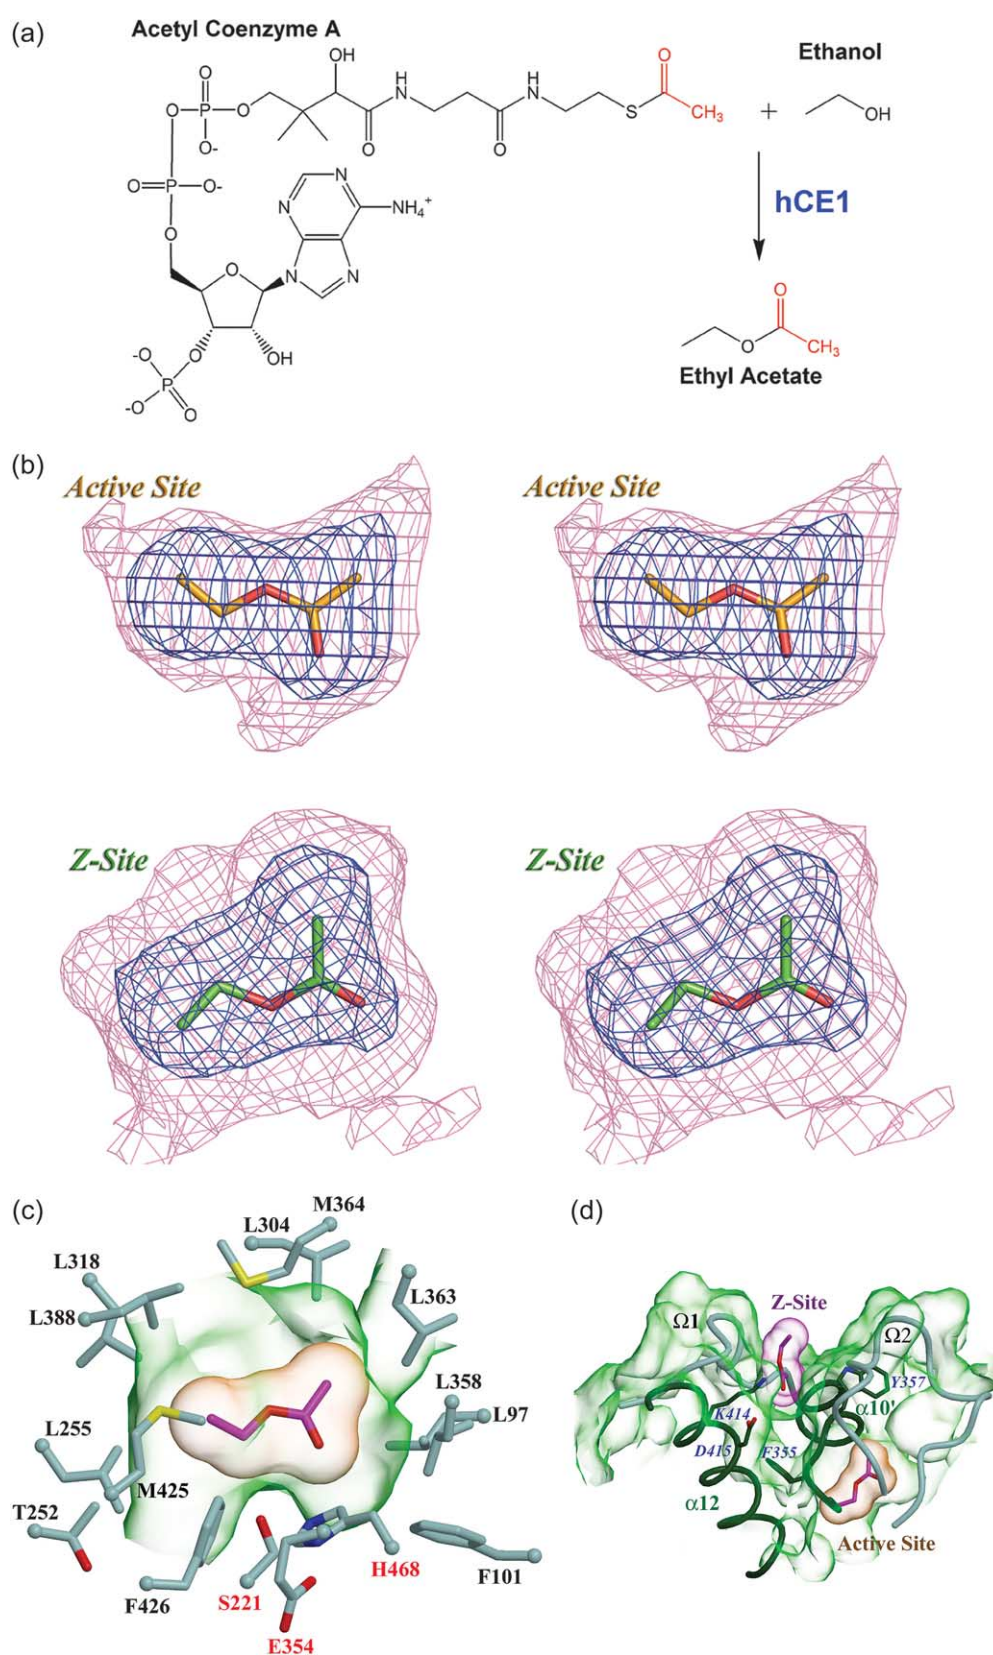 (a)
Acetyl Coenzyme A
Ethanol
OH
O
O
P
O
O
O-
O
H
N
O
H
N
S
O
CH₃
+
OH
O
P
O-
O
N
N
NH₄⁺
N
N
O
O
OH
-O
P
-O
O
hCE1
O
O
CH₃
Ethyl Acetate
(b)
Active Site
Active Site
Z-Site
Z-Site
(c)
M364
L304
L318
L388
L363
L358
L97
L255
M425
T252
F426
S221
E354
H468
F101
(d)
Z-Site
Ω1
Ω2
Y357
α10'
K414
D415
F355
α12
Active Site